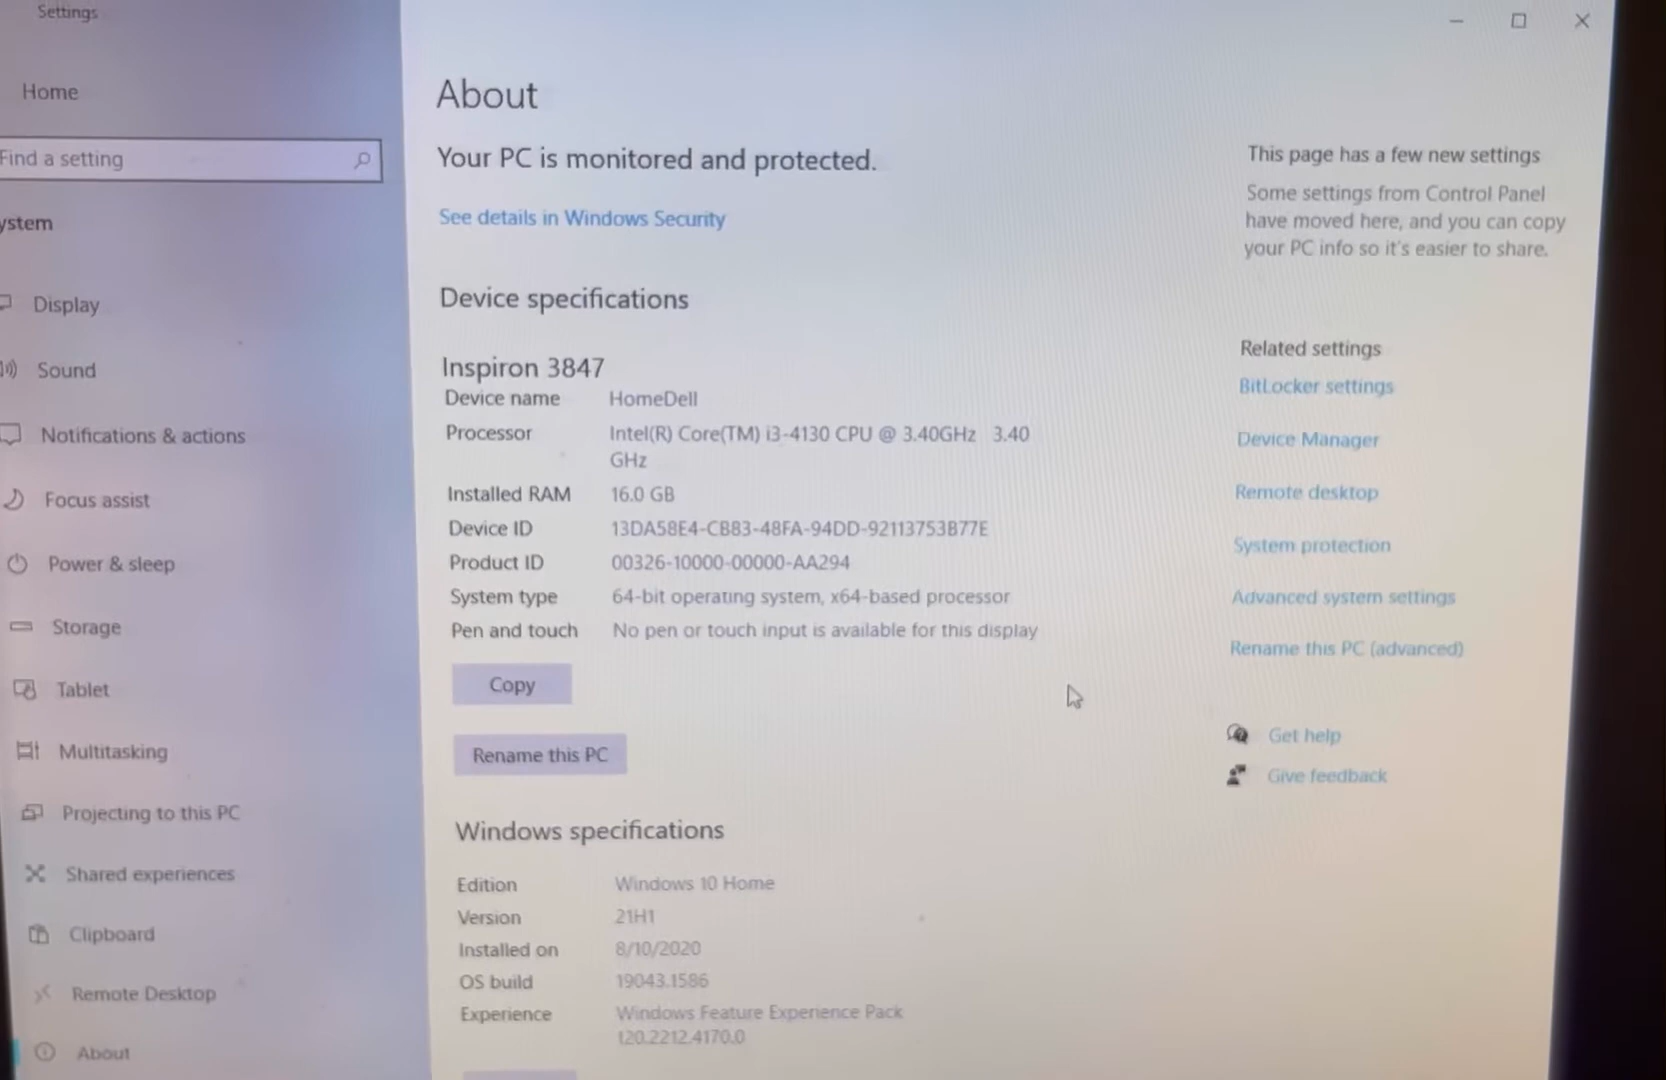 Settings
Home
Find a setting
ystem
Display
Sound
Notifications & actions
Focus assist
Power & sleep
Storage
Tablet
Multitasking
Projecting to this PC
Shared experiences
Clipboard
Remote Desktop
About
About
Your PC is monitored and protected.
See details in Windows Security
Device specifications
Inspiron 3847
Device name HomeDell
Processor Intel(R) Core(TM) i3-4130 CPU @ 3.40GHz 3.40
GHz
Installed RAM 16.0 GB
Device ID 13DA58E4-CB83-48FA-94DD-92113753B77E
Product ID 00326-10000-00000-AA294
System type 64-bit operating system, x64-based processor
Pen and touch No pen or touch input is available for this display
Copy
Rename this PC
Windows specifications
Edition Windows 10 Home
Version 21H1
Installed on 8/10/2020
OS build 19043.1586
Experience Windows Feature Experience Pack
120.2212.4170.0
This page has a few new settings
Some settings from Control Panel
have moved here, and you can copy
your PC info so it's easier to share.
Related settings
BitLocker settings
Device Manager
Remote desktop
System protection
Advanced system settings
Rename this PC (advanced)
Get help
Give feedback